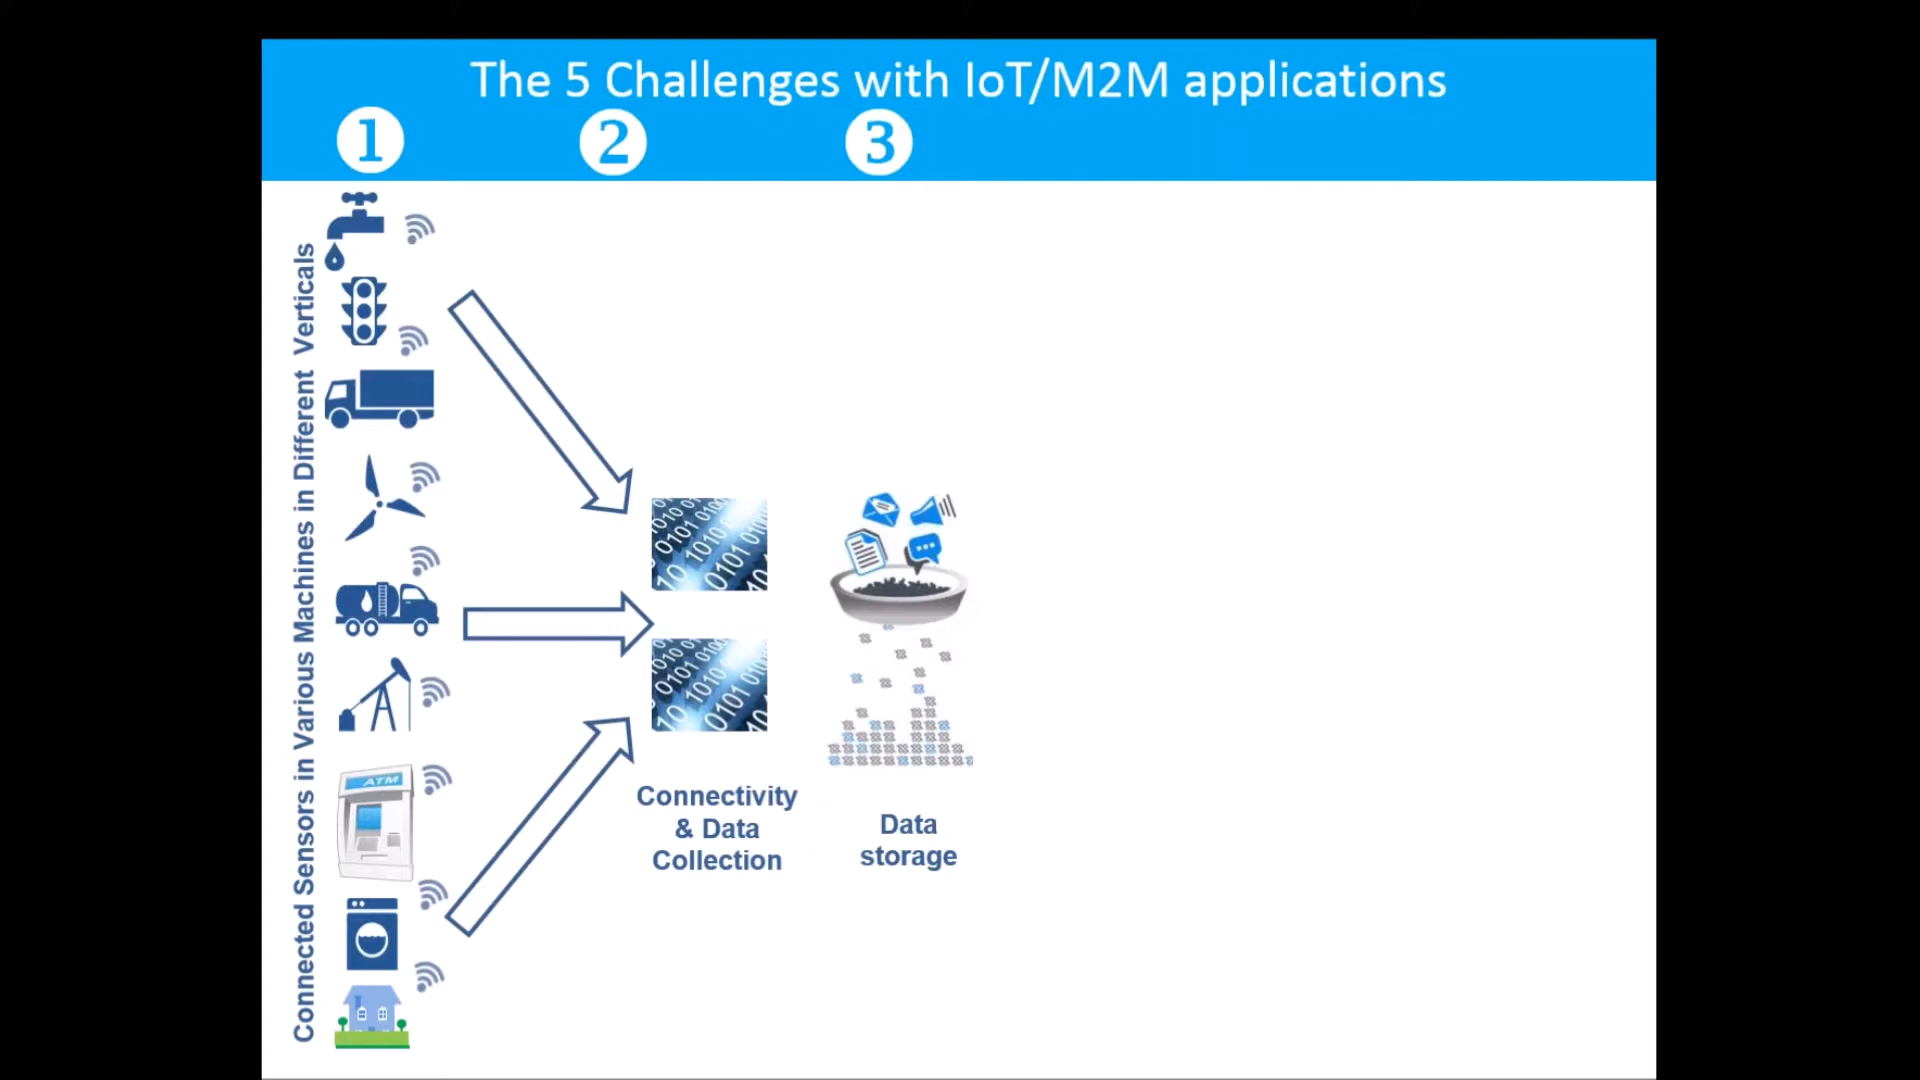 The 5 Challenges with IoT/M2M applications
1 2 3
Connected Sensors in Various Machines in Different Verticals
ATM
Connectivity
& Data
Collection
Data
storage